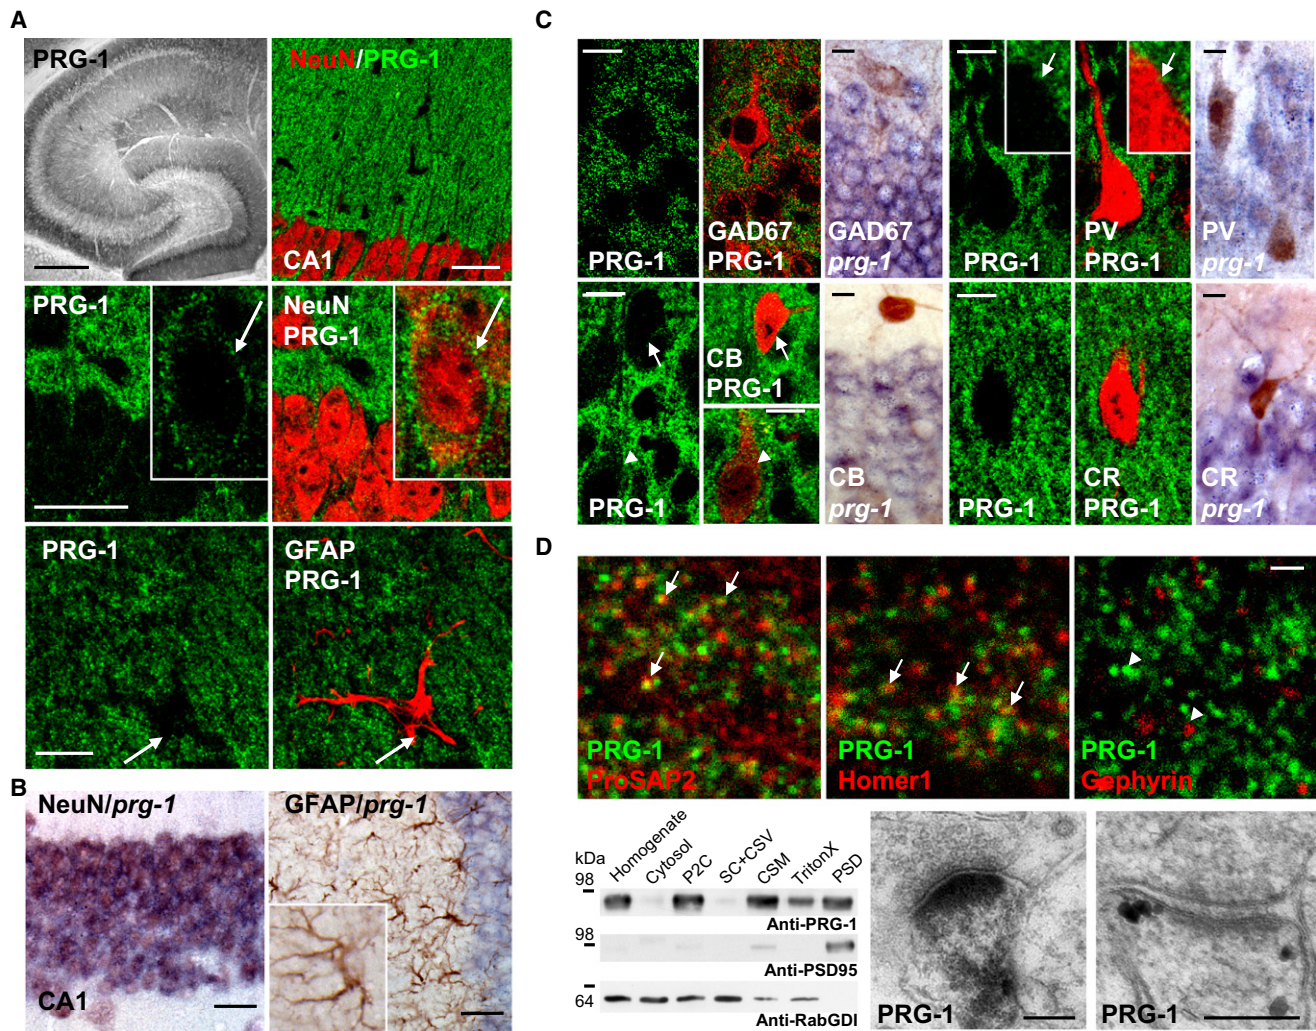 A
PRG-1
NeuN/PRG-1
CA1
PRG-1
NeuN
PRG-1
PRG-1
GFAP
PRG-1
B
NeuN/prg-1
CA1
GFAP/prg-1
C
PRG-1
GAD67
PRG-1
GAD67
prg-1
PRG-1
PV
PRG-1
PV
prg-1
PRG-1
CB
PRG-1
CB
prg-1
PRG-1
CR
PRG-1
CR
prg-1
D
PRG-1
ProSAP2
PRG-1
Homer1
PRG-1
Gephyrin
kDa
Homogenate
Cytosol
P2C
SC+CSV
CSM
TritonX
PSD
98
Anti-PRG-1
98
Anti-PSD95
64
Anti-RabGDI
PRG-1
PRG-1